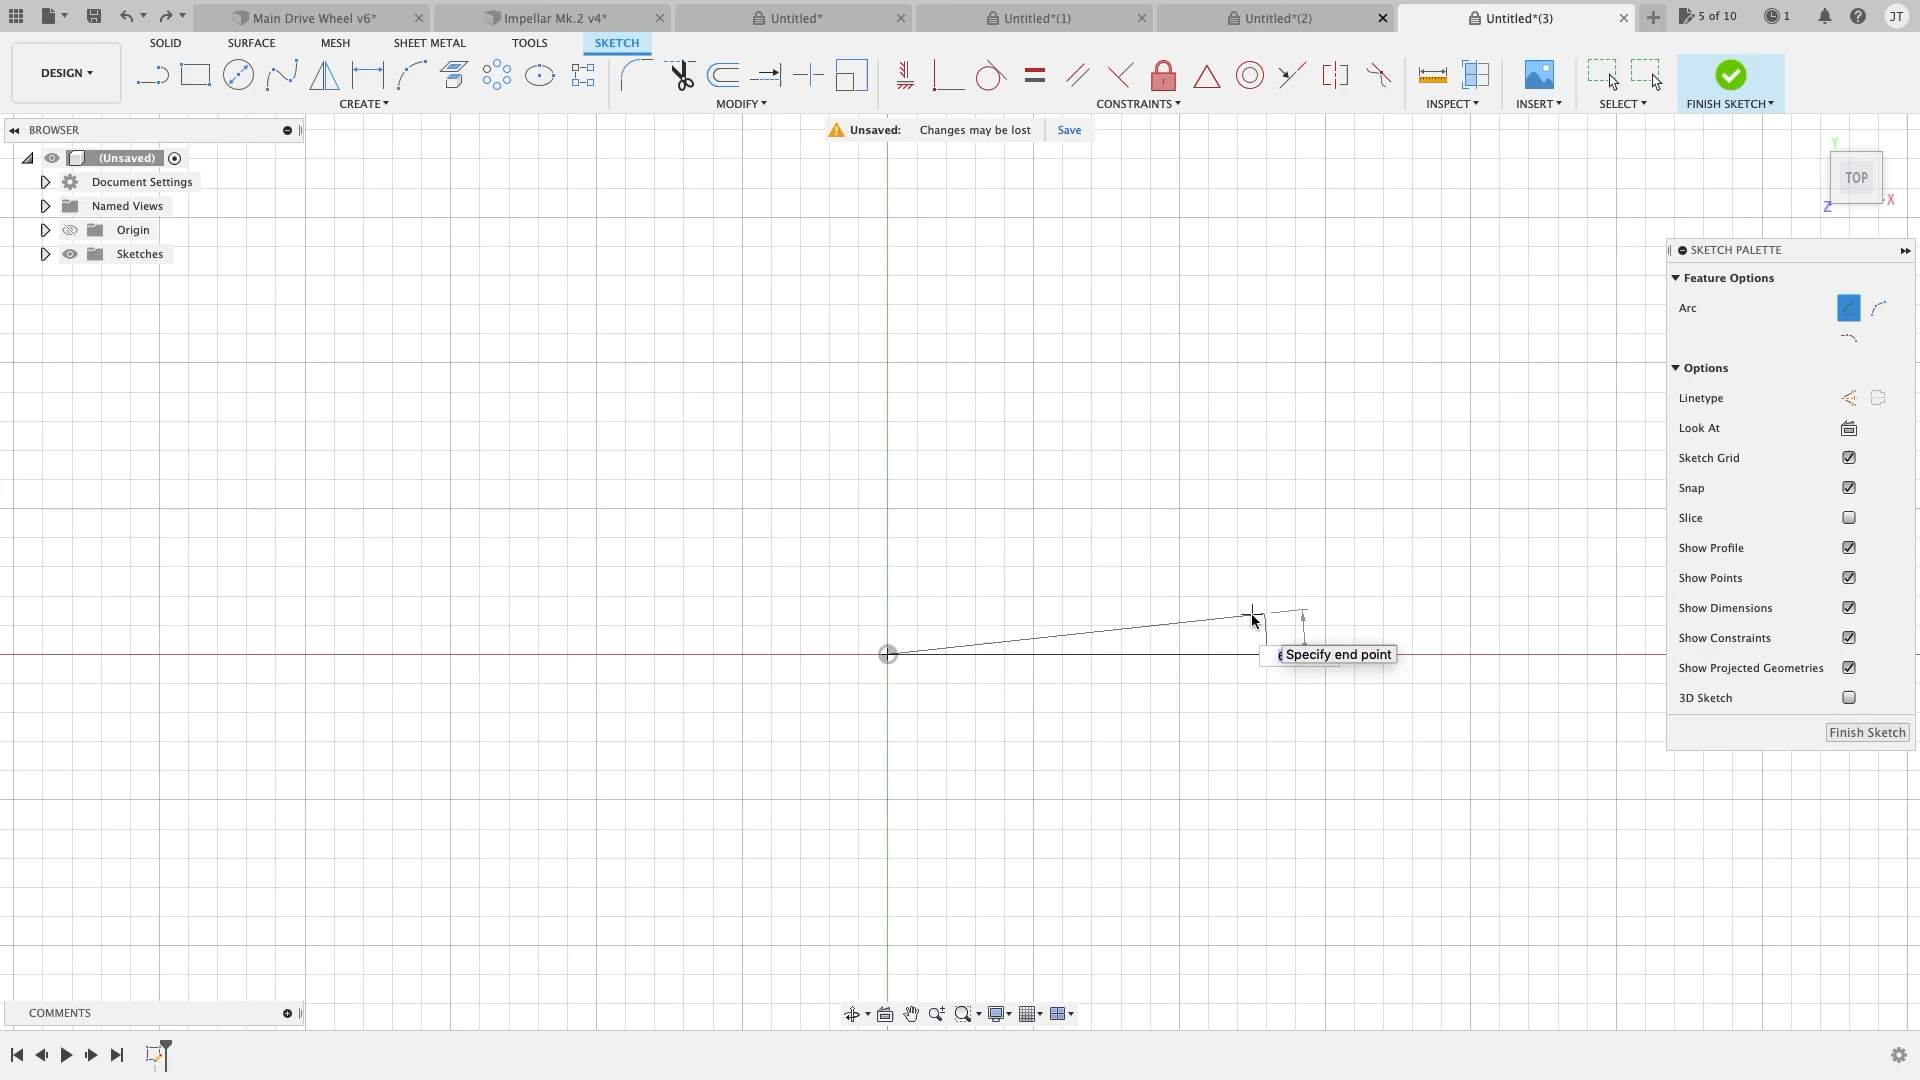 Main Drive Wheel v6*
Impellar Mk.2 v4*
Untitled*
Untitled*(1)
Untitled*(2)
Untitled*(3)
5 of 10
1
JT
DESIGN
SOLID
SURFACE
MESH
SHEET METAL
TOOLS
SKETCH
CREATE
MODIFY
CONSTRAINTS
INSPECT
INSERT
SELECT
FINISH SKETCH
BROWSER
Unsaved:
Changes may be lost
Save
(Unsaved)
Document Settings
Named Views
Origin
Sketches
Y
TOP
X
Z
SKETCH PALETTE
Feature Options
Arc
Options
Linetype
Look At
Sketch Grid
Snap
Slice
Show Profile
Show Points
Show Dimensions
Show Constraints
Show Projected Geometries
3D Sketch
Finish Sketch
Specify end point
COMMENTS